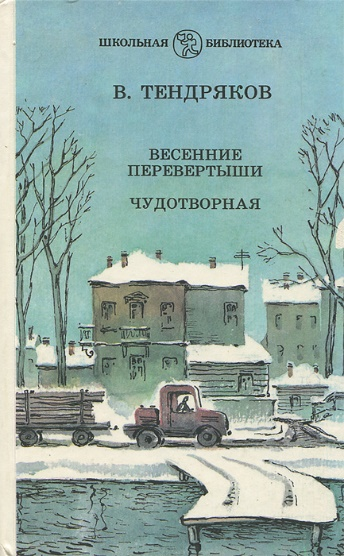 ШКОЛЬНАЯ БИБЛИОТЕКА
В. ТЕНДРЯКОВ
ВЕСЕННИЕ
ПЕРЕВЕРТЫШИ
ЧУДОТВОРНАЯ